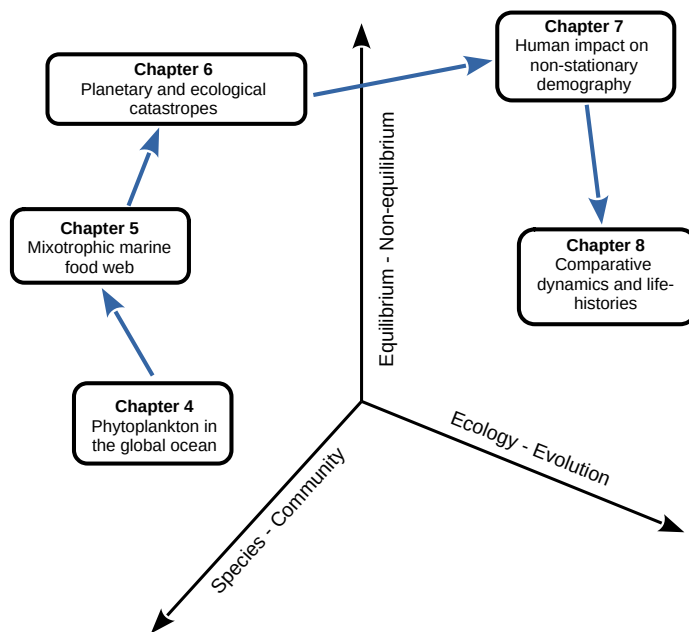 Chapter 6
Planetary and ecological
catastropes
Chapter 7
Human impact on
non-stationary
demography
Chapter 5
Mixotrophic marine
food web
Chapter 8
Comparative
dynamics and life-
histories
Chapter 4
Phytoplankton in
the global ocean
Equilibrium - Non-equilibrium
Ecology - Evolution
Species - Community